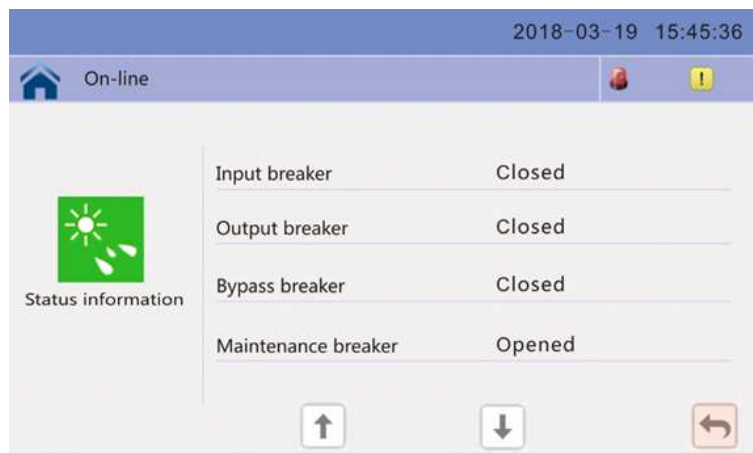 2018-03-19 15:45:36
On-line
!
Input breaker Closed
Output breaker Closed
Status information
Bypass breaker Closed
Maintenance breaker Opened